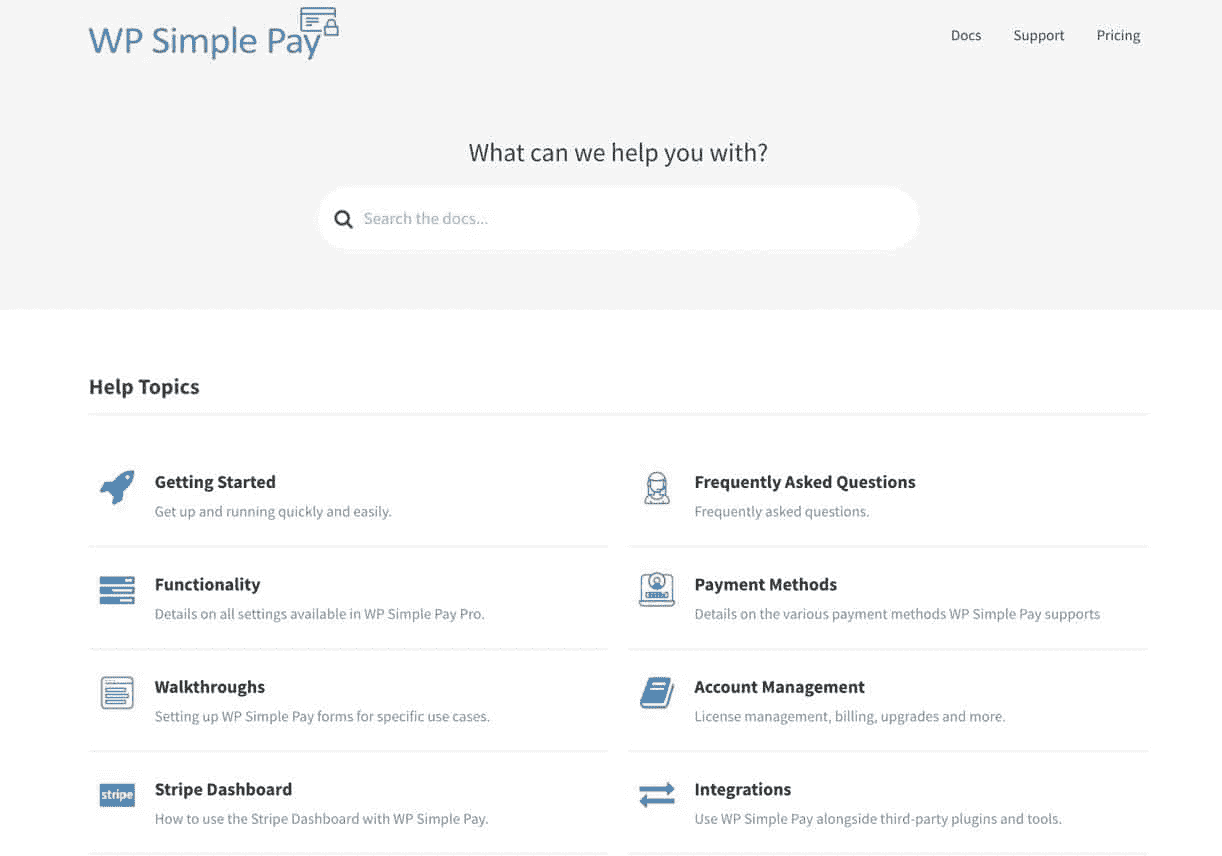 WP Simple Pay
Docs Support Pricing
What can we help you with?
Search the docs...
Help Topics
Getting Started
Get up and running quickly and easily.
Frequently Asked Questions
Frequently asked questions.
Functionality
Details on all settings available in WP Simple Pay Pro.
Payment Methods
Details on the various payment methods WP Simple Pay supports
Walkthroughs
Setting up WP Simple Pay forms for specific use cases.
Account Management
License management, billing, upgrades and more.
stripe
Stripe Dashboard
How to use the Stripe Dashboard with WP Simple Pay.
Integrations
Use WP Simple Pay alongside third-party plugins and tools.